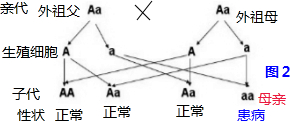 亲代 外祖父 Aa × Aa 外祖母
生殖细胞 A a A a
图2
子代 AA Aa Aa aa 母亲
性状 正常 正常 正常 患病